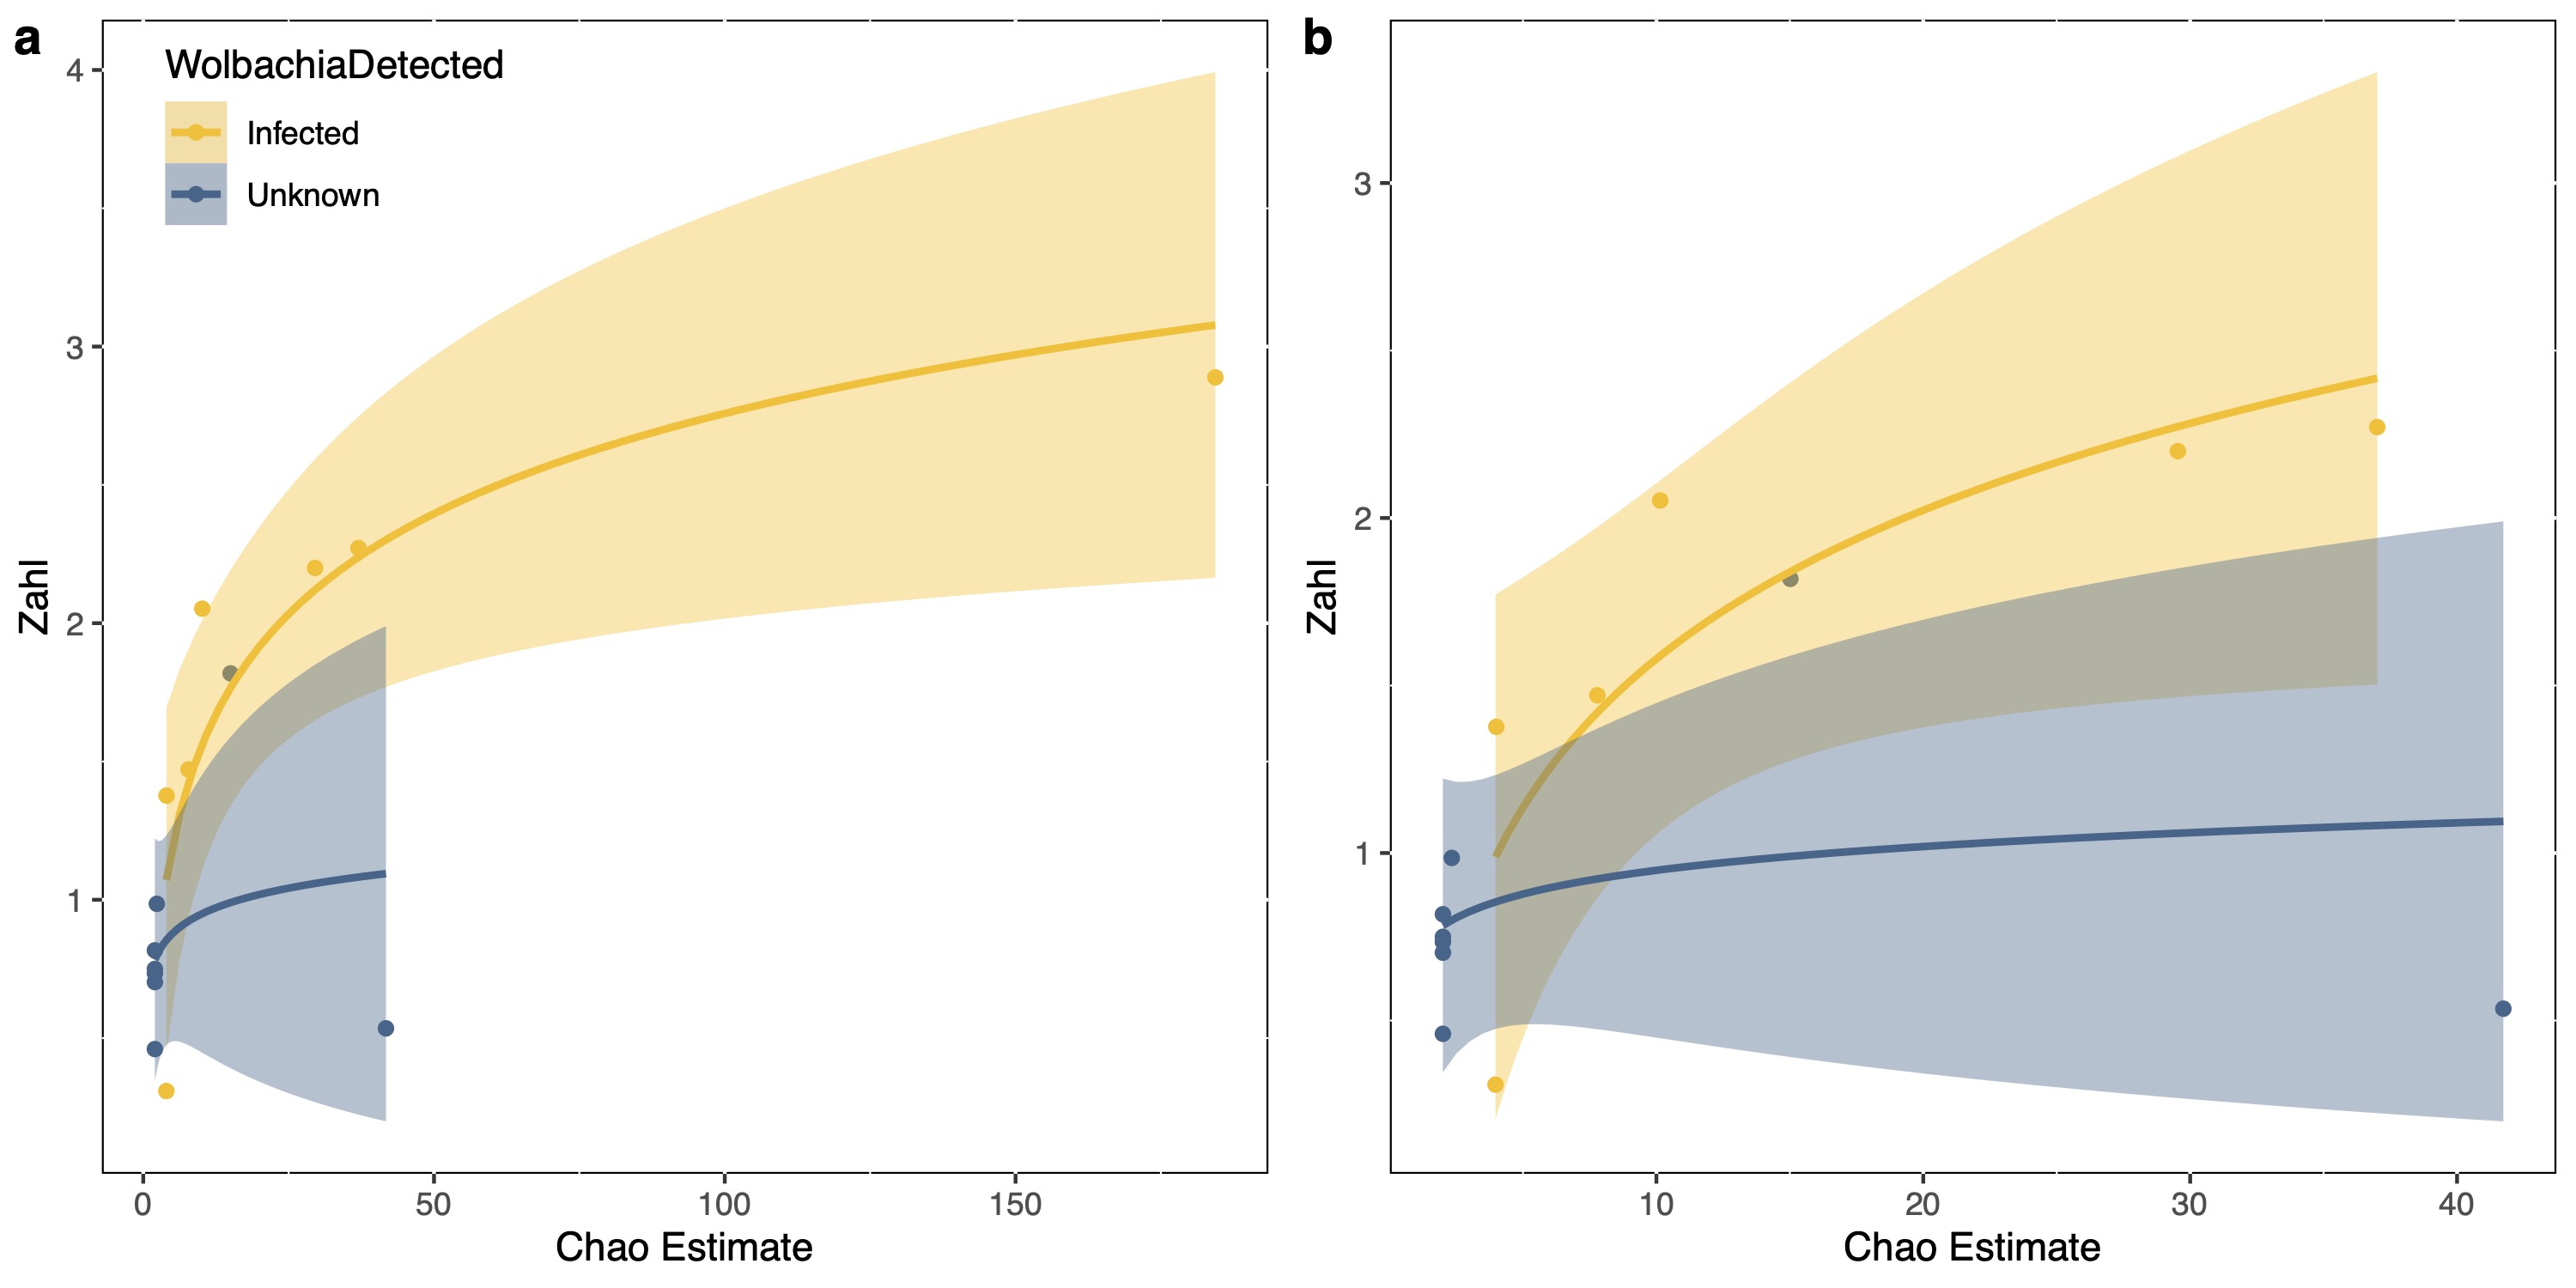 a
WolbachiaDetected
Infected
Unknown
4
3
2
1
Zahl
0 50 100 150
Chao Estimate
b
3
2
1
Zahl
10 20 30 40
Chao Estimate